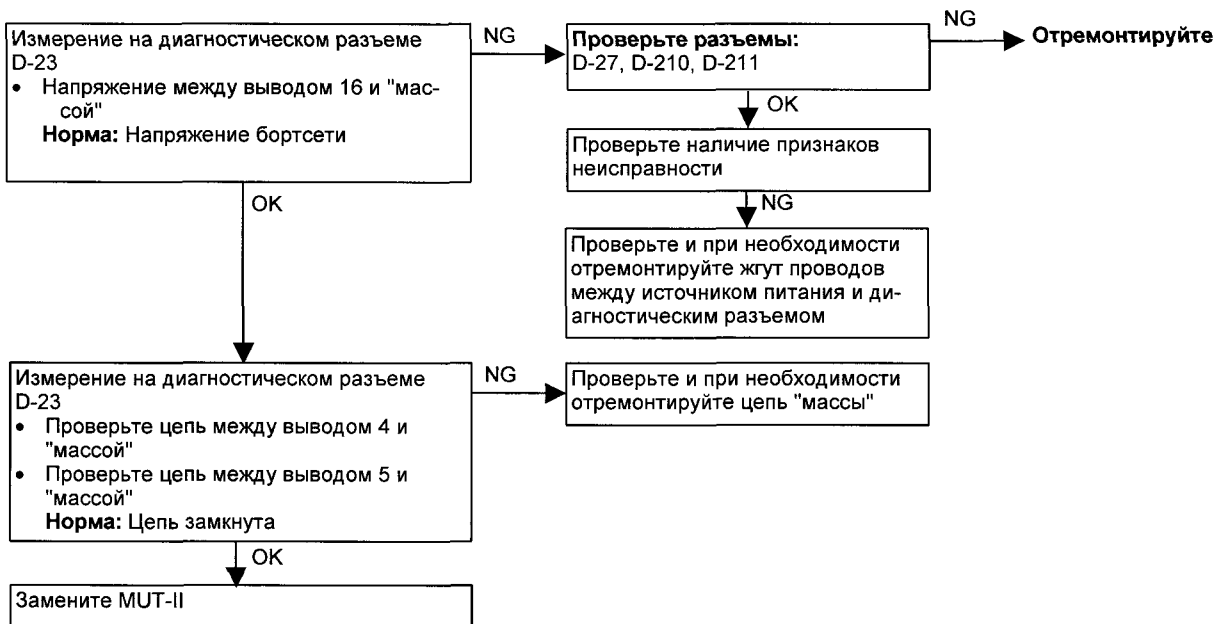 Измерение на диагностическом разъеме
D-23
• Напряжение между выводом 16 и "мас-
сой"
Норма: Напряжение бортсети
NG
Проверьте разъемы:
D-27, D-210, D-211
NG
Отремонтируйте
OK
Проверьте наличие признаков
неисправности
NG
Проверьте и при необходимости
отремонтируйте жгут проводов
между источником питания и ди-
агностическим разъемом
OK
Измерение на диагностическом разъеме
D-23
• Проверьте цепь между выводом 4 и
"массой"
• Проверьте цепь между выводом 5 и
"массой"
Норма: Цепь замкнута
NG
Проверьте и при необходимости
отремонтируйте цепь "массы"
OK
Замените MUT-II